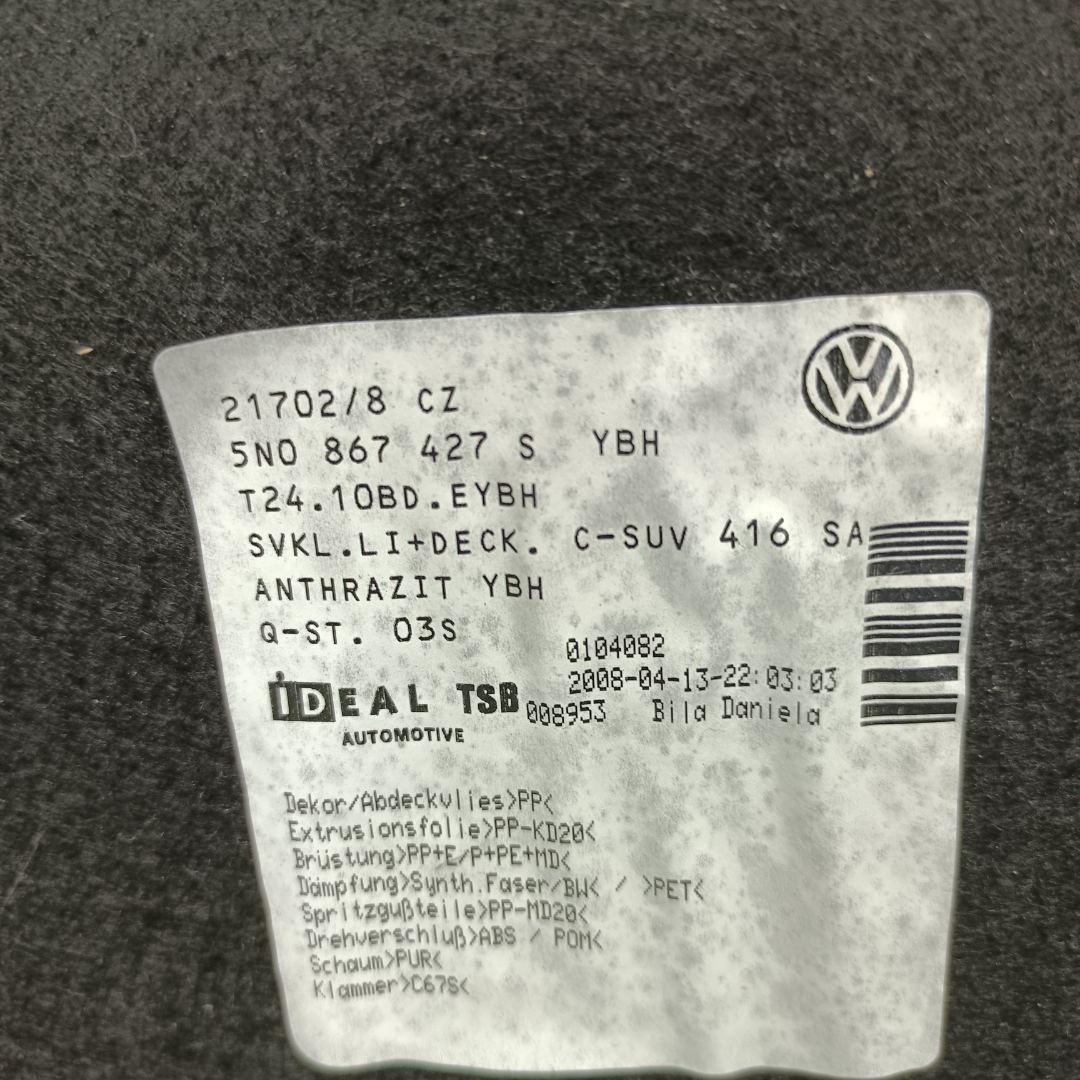 VW
21702/8 CZ
5N0 867 427 S YBH
T24.10BD.EYBH
SVKL.LI+DECK. C-SUV 416 SA
ANTHRAZIT YBH
Q-ST. 03S
0104082
2008-04-13-22:03:03
iDEAL TSB 008953 Bila Daniela
AUTOMOTIVE
Dekor/Abdeckvlies>PP<
Extrusionsfolie>PP-KD20<
Brüstung>PP+E/P+PE+MD<
Dämpfung>Synth.Faser/BW< / >PET<
Spritzgußteile>PP-MD20<
Drehverschluß>ABS / POM<
Schaum>PUR<
Klammer>C67S<